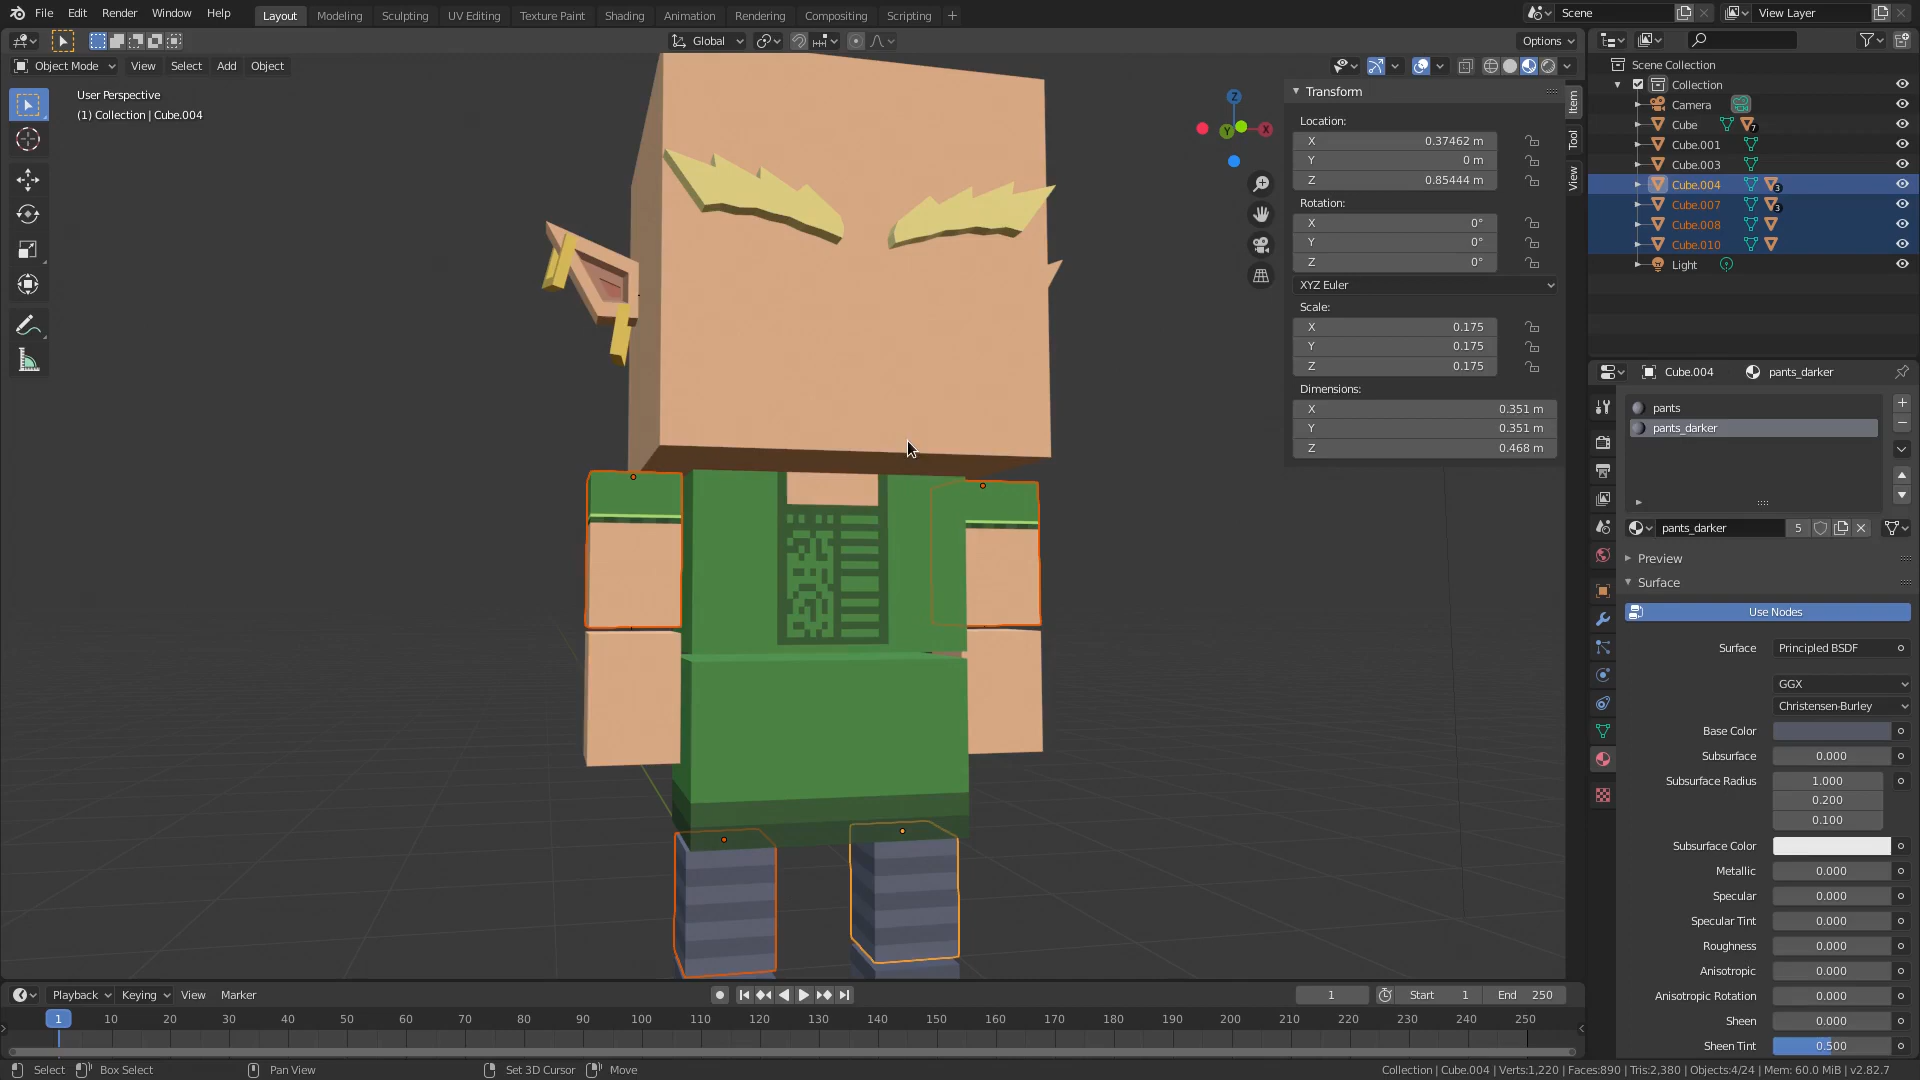 File Edit Render Window Help Layout Modeling Sculpting UV Editing Texture Paint Shading Animation Rendering Compositing Scripting + Scene View Layer
Global Options
Object Mode View Select Add Object
User Perspective
(1) Collection | Cube.004
Z
Y
X
Transform
Location:
X 0.37462 m
Y 0 m
Z 0.85444 m
Rotation:
X 0°
Y 0°
Z 0°
XYZ Euler
Scale:
X 0.175
Y 0.175
Z 0.175
Dimensions:
X 0.351 m
Y 0.351 m
Z 0.468 m
Item
Tool
View
Scene Collection
Collection
Camera
Cube 7
Cube.001
Cube.003
Cube.004 3
Cube.007 3
Cube.008
Cube.010
Light
Cube.004 pants_darker
pants
pants_darker
pants_darker 5
Preview
Surface
Use Nodes
Surface Principled BSDF
GGX
Christensen-Burley
Base Color
Subsurface 0.000
Subsurface Radius 1.000
0.200
0.100
Subsurface Color
Metallic 0.000
Specular 0.000
Specular Tint 0.000
Roughness 0.000
Anisotropic 0.000
Anisotropic Rotation 0.000
Sheen 0.000
Sheen Tint 0.500
Playback Keying View Marker 1 Start 1 End 250
1 10 20 30 40 50 60 70 80 90 100 110 120 130 140 150 160 170 180 190 200 210 220 230 240 250
Select Box Select Pan View Set 3D Cursor Move Collection | Cube.004 | Verts:1,220 | Faces:890 | Tris:2,380 | Objects:4/24 | Mem: 60.0 MiB | v2.82.7